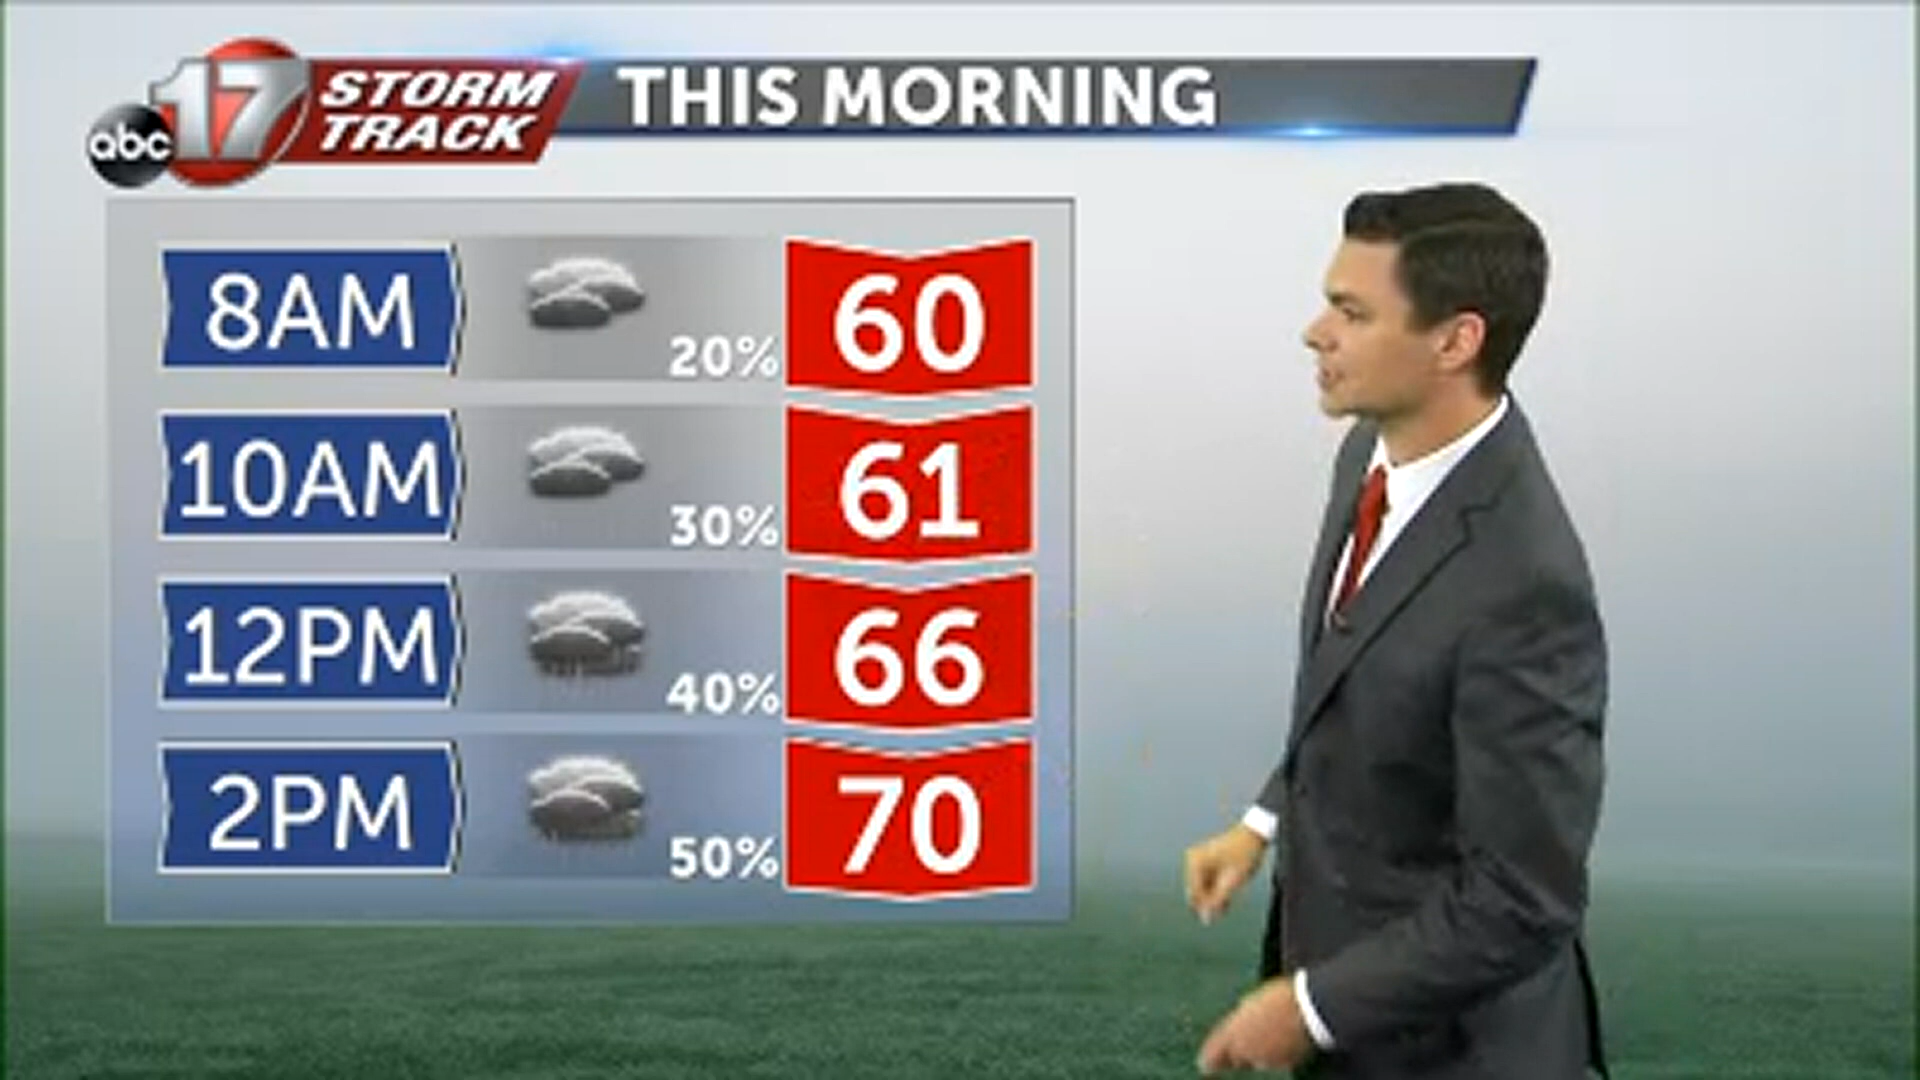 abc 17 STORM TRACK
THIS MORNING
8AM 20% 60
10AM 30% 61
12PM 40% 66
2PM 50% 70